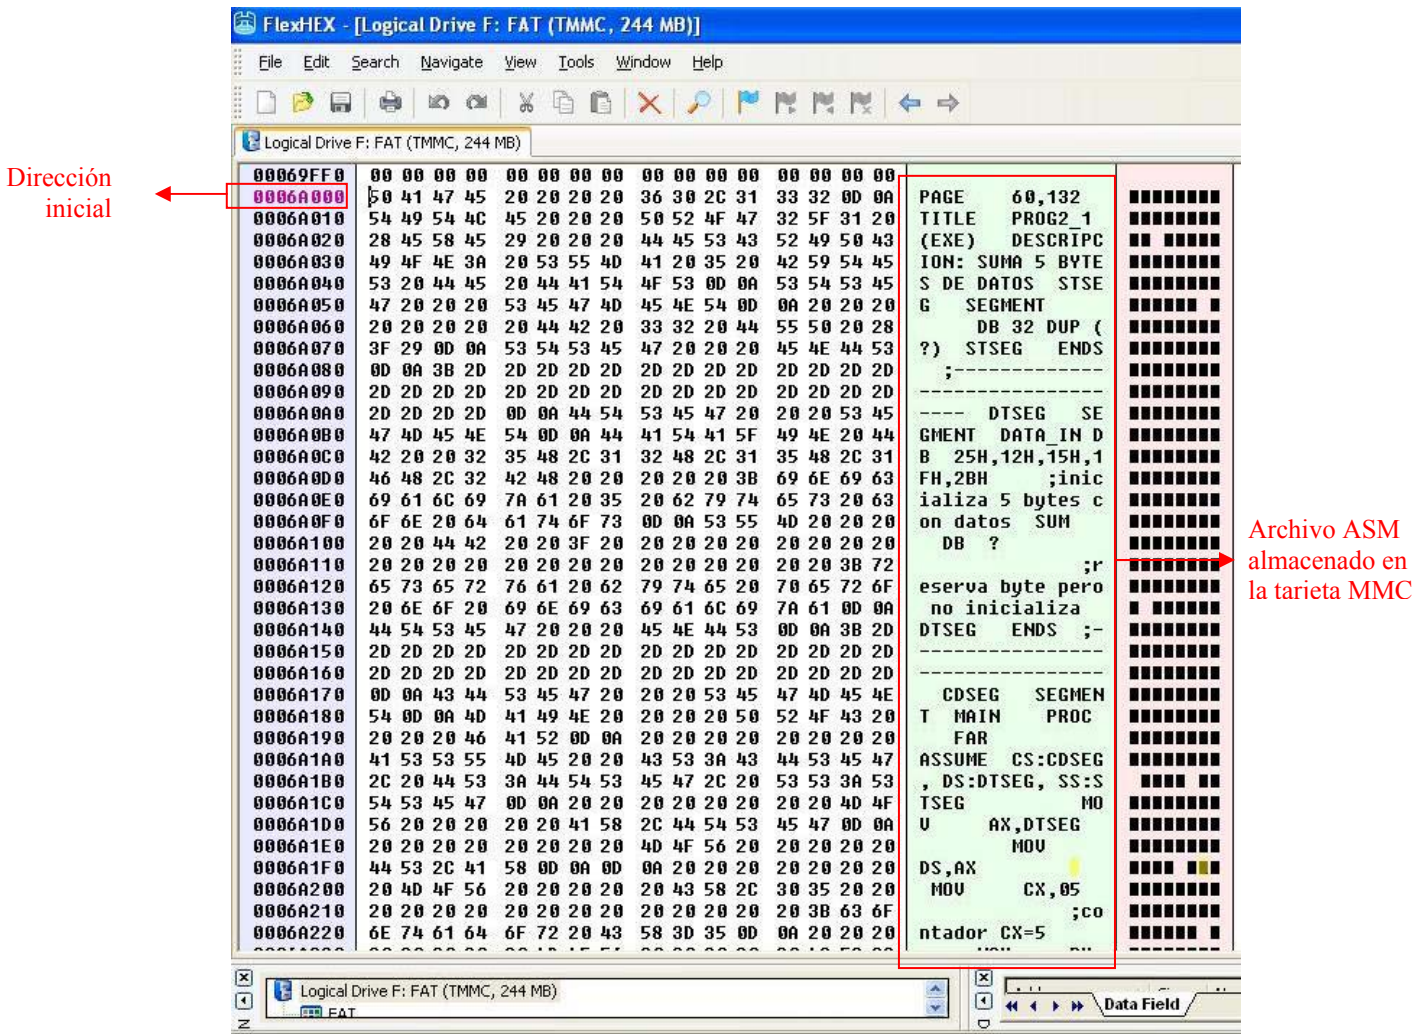 FlexHEX - [Logical Drive F: FAT (TMMC, 244 MB)]
File Edit Search Navigate View Tools Window Help
Logical Drive F: FAT (TMMC, 244 MB)
Dirección
inicial
00069FF0 00 00 00 00 00 00 00 00 00 00 00 00 00 00 00 00
0006A000 50 41 47 45 20 20 20 20 36 30 2C 31 33 32 0D 0A PAGE    60,132
0006A010 54 49 54 4C 45 20 20 20 50 52 4F 47 32 5F 31 20 TITLE   PROG2_1
0006A020 28 45 58 45 29 20 20 20 44 45 53 43 52 49 50 43 (EXE)   DESCRIPC
0006A030 49 4F 4E 3A 20 53 55 4D 41 20 35 20 42 59 54 45 ION: SUMA 5 BYTE
0006A040 53 20 44 45 20 44 41 54 4F 53 0D 0A 53 54 53 45 S DE DATOS  STSE
0006A050 47 20 20 20 53 45 47 4D 45 4E 54 0D 0A 20 20 20 G   SEGMENT
0006A060 20 20 20 20 20 44 42 20 33 32 20 44 55 50 20 28 DB 32 DUP (
0006A070 3F 29 0D 0A 53 54 53 45 47 20 20 20 45 4E 44 53 ?)  STSEG   ENDS
0006A080 0D 0A 3B 2D 2D 2D 2D 2D 2D 2D 2D 2D 2D 2D 2D 2D ;-------------
0006A090 2D 2D 2D 2D 2D 2D 2D 2D 2D 2D 2D 2D 2D 2D 2D 2D ----------------
0006A0A0 2D 2D 2D 2D 0D 0A 44 54 53 45 47 20 20 20 53 45 ----  DTSEG   SE
0006A0B0 47 4D 45 4E 54 0D 0A 44 41 54 41 5F 49 4E 20 44 GMENT  DATA_IN D
0006A0C0 42 20 20 32 35 48 2C 31 32 48 2C 31 35 48 2C 31 B  25H,12H,15H,1
0006A0D0 46 48 2C 32 42 48 20 20 20 20 20 3B 69 6E 69 63 FH,2BH     ;inic
0006A0E0 69 61 6C 69 7A 61 20 35 20 62 79 74 65 73 20 63 ializa 5 bytes c
0006A0F0 6F 6E 20 64 61 74 6F 73 0D 0A 53 55 4D 20 20 20 on datos  SUM
0006A100 20 20 44 42 20 20 3F 20 20 20 20 20 20 20 20 20 DB  ?
0006A110 20 20 20 20 20 20 20 20 20 20 20 20 20 20 3B 72 ;r
0006A120 65 73 65 72 76 61 20 62 79 74 65 20 70 65 72 6F eserva byte pero
0006A130 20 6E 6F 20 69 6E 69 63 69 61 6C 69 7A 61 0D 0A no inicializa
0006A140 44 54 53 45 47 20 20 20 45 4E 44 53 0D 0A 3B 2D DTSEG   ENDS  ;-
0006A150 2D 2D 2D 2D 2D 2D 2D 2D 2D 2D 2D 2D 2D 2D 2D 2D ----------------
0006A160 2D 2D 2D 2D 2D 2D 2D 2D 2D 2D 2D 2D 2D 2D 2D 2D ----------------
0006A170 0D 0A 43 44 53 45 47 20 20 20 53 45 47 4D 45 4E CDSEG   SEGMEN
0006A180 54 0D 0A 4D 41 49 4E 20 20 20 20 50 52 4F 43 20 T  MAIN    PROC
0006A190 20 20 20 46 41 52 0D 0A 20 20 20 20 20 20 20 20 FAR
0006A1A0 41 53 53 55 4D 45 20 20 43 53 3A 43 44 53 45 47 ASSUME  CS:CDSEG
0006A1B0 2C 20 44 53 3A 44 54 53 45 47 2C 20 53 53 3A 53 , DS:DTSEG, SS:S
0006A1C0 54 53 45 47 0D 0A 20 20 20 20 20 20 20 20 4D 4F TSEG          MO
0006A1D0 56 20 20 20 20 20 41 58 2C 44 54 53 45 47 0D 0A V     AX,DTSEG
0006A1E0 20 20 20 20 20 20 20 20 4D 4F 56 20 20 20 20 20 MOV
0006A1F0 44 53 2C 41 58 0D 0A 0D 0A 20 20 20 20 20 20 20 DS,AX
0006A200 20 4D 4F 56 20 20 20 20 20 43 58 2C 30 35 20 20 MOV     CX,05
0006A210 20 20 20 20 20 20 20 20 20 20 20 20 20 3B 63 6F ;co
0006A220 6E 74 61 64 6F 72 20 43 58 3D 35 0D 0A 20 20 20 ntador CX=5
Archivo ASM
almacenado en
la tarjeta MMC
Logical Drive F: FAT (TMMC, 244 MB)
FAT
Data Field